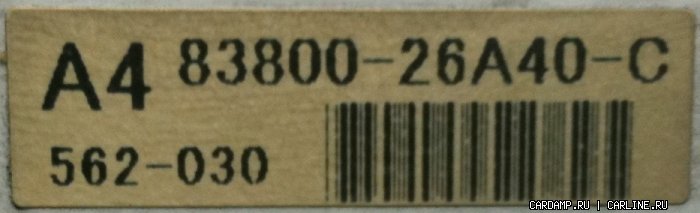 A4 83800-26A40-C
562-030
CARDAMP.RU | CARLINE.RU